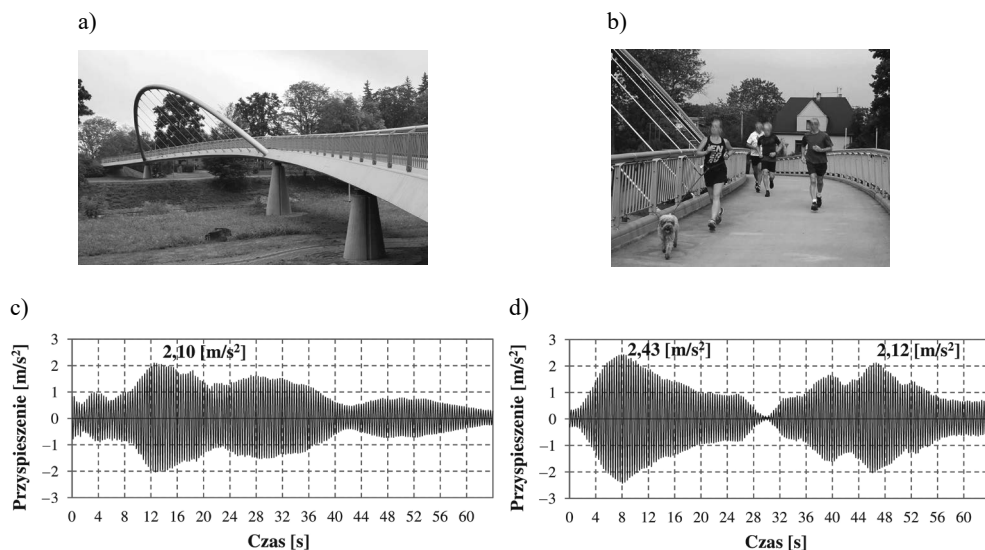 a)
b)
c)
d)
3
2
1
0
−1
−2
−3
Przyspieszenie [m/s²]
2,10 [m/s²]
0 4 8 12 16 20 24 28 32 36 40 44 48 52 56 60
Czas [s]
3
2
1
0
−1
−2
−3
Przyspieszenie [m/s²]
2,43 [m/s²]
2,12 [m/s²]
0 4 8 12 16 20 24 28 32 36 40 44 48 52 56 60
Czas [s]